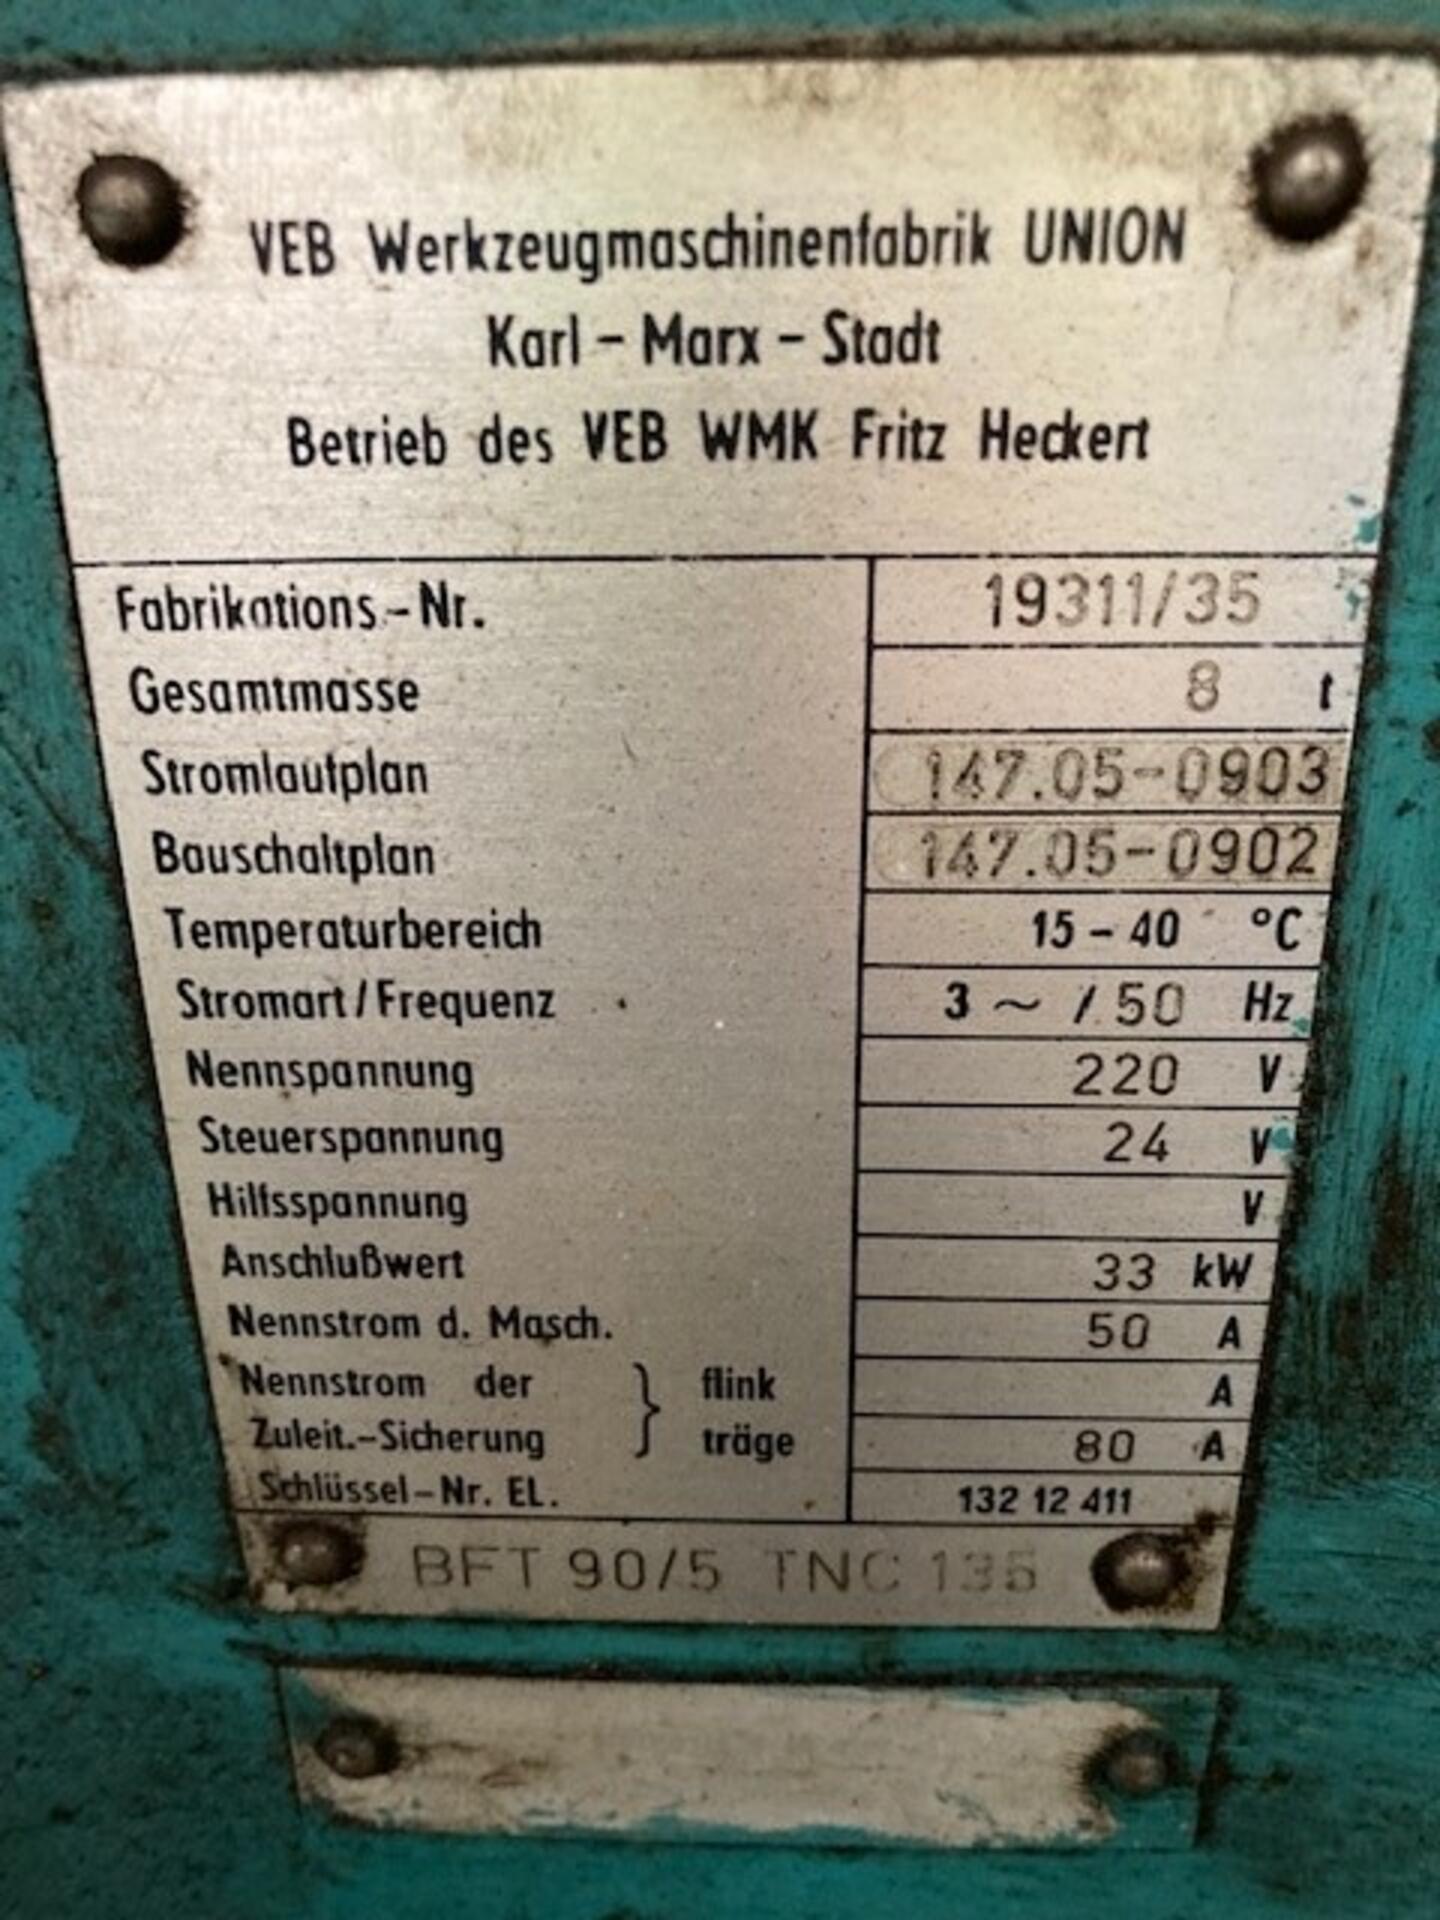 VEB Werkzeugmaschinenfabrik UNION
Karl - Marx - Stadt
Betrieb des VEB WMK Fritz Heckert
Fabrikations-Nr. 19311/35
Gesamtmasse 8 t
Stromlaufplan 147.05-0903
Bauschaltplan 147.05-0902
Temperaturbereich 15 - 40 °C
Stromart / Frequenz 3 ~ / 50 Hz
Nennspannung 220 V
Steuerspannung 24 V
Hilfsspannung V
Anschlußwert 33 kW
Nennstrom d. Masch. 50 A
Nennstrom der } flink A
Zuleit.-Sicherung träge 80 A
Schlüssel-Nr. EL. 132 12 411
BFT 90/5 TNC 135